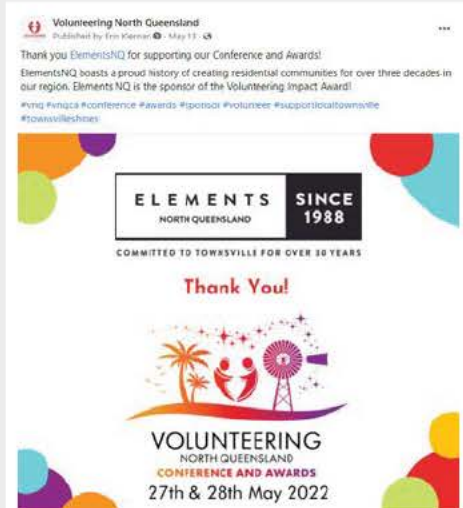 Volunteering North Queensland
Published by Erin Kiernan · May 13 ·
Thank you ElementsNQ for supporting our Conference and Awards!
ElementsNQ boasts a proud history of creating residential communities for over three decades in
our region. Elements NQ is the sponsor of the Volunteering Impact Award!
#vnq #vnqca #conference #awards #sponsor #volunteer #supportlocaltownsville
#townsvilleshines
ELEMENTS
NORTH QUEENSLAND
SINCE
1988
COMMITTED TO TOWNSVILLE FOR OVER 30 YEARS
Thank You!
VOLUNTEERING
NORTH QUEENSLAND
CONFERENCE AND AWARDS
27th & 28th May 2022